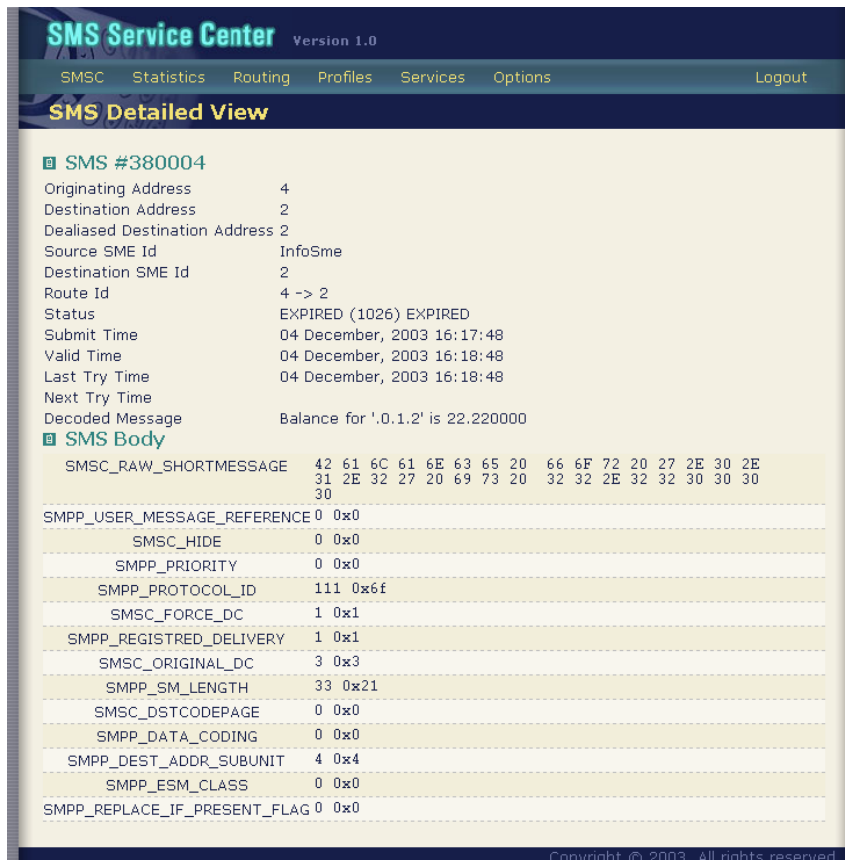 SMS Service Center Version 1.0
SMSC Statistics Routing Profiles Services Options Logout
SMS Detailed View
SMS #380004
Originating Address 4
Destination Address 2
Dealiased Destination Address 2
Source SME Id InfoSme
Destination SME Id 2
Route Id 4 -> 2
Status EXPIRED (1026) EXPIRED
Submit Time 04 December, 2003 16:17:48
Valid Time 04 December, 2003 16:18:48
Last Try Time 04 December, 2003 16:18:48
Next Try Time
Decoded Message Balance for '.0.1.2' is 22.220000
SMS Body
SMSC_RAW_SHORTMESSAGE 42 61 6C 61 6E 63 65 20 66 6F 72 20 27 2E 30 2E
31 2E 32 27 20 69 73 20 32 32 2E 32 32 30 30 30
30
SMPP_USER_MESSAGE_REFERENCE 0 0x0
SMSC_HIDE 0 0x0
SMPP_PRIORITY 0 0x0
SMPP_PROTOCOL_ID 111 0x6f
SMSC_FORCE_DC 1 0x1
SMPP_REGISTRED_DELIVERY 1 0x1
SMSC_ORIGINAL_DC 3 0x3
SMPP_SM_LENGTH 33 0x21
SMSC_DSTCODEPAGE 0 0x0
SMPP_DATA_CODING 0 0x0
SMPP_DEST_ADDR_SUBUNIT 4 0x4
SMPP_ESM_CLASS 0 0x0
SMPP_REPLACE_IF_PRESENT_FLAG 0 0x0
Copyright © 2003. All rights reserved